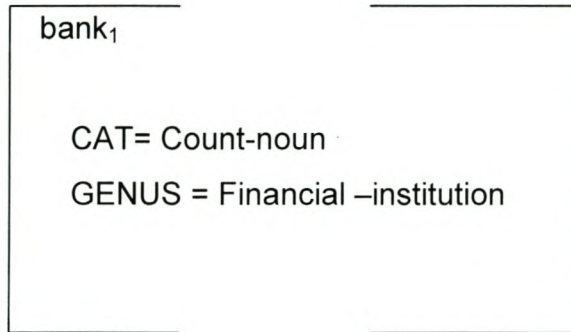 bank₁
CAT= Count-noun
GENUS = Financial –institution